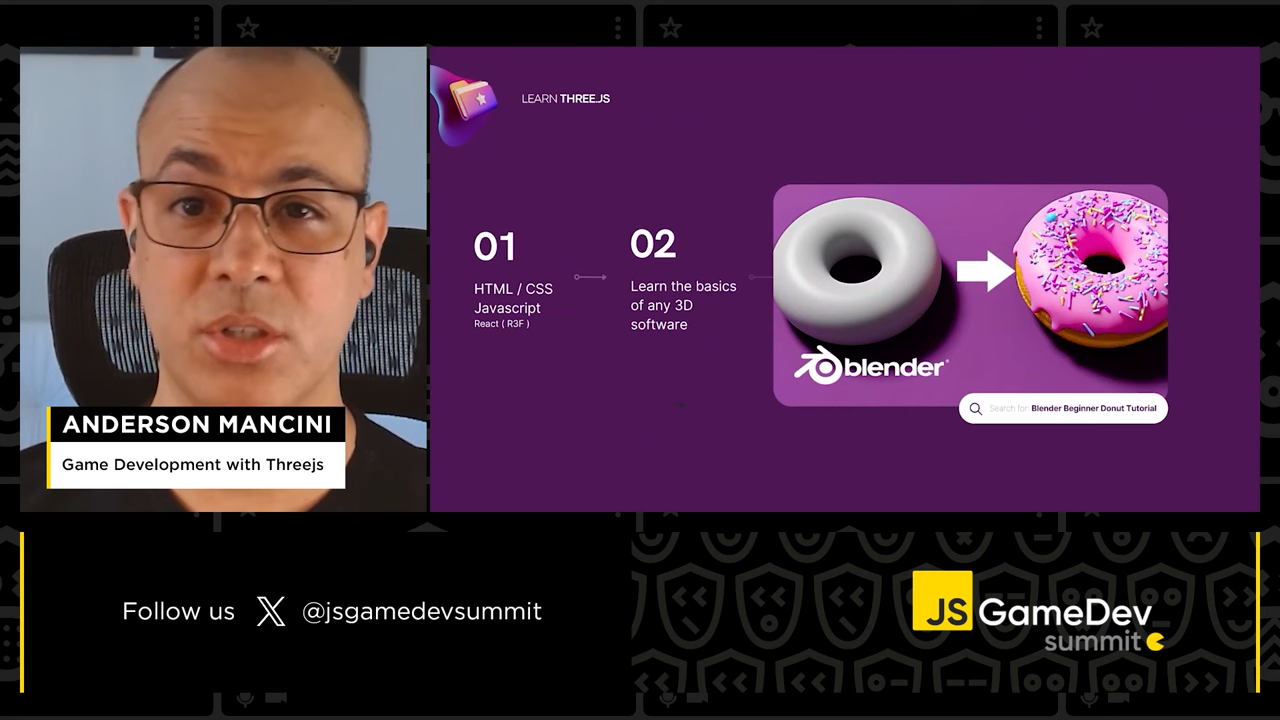 LEARN THREE.JS
01
HTML / CSS
Javascript
React ( R3F )
02
Learn the basics
of any 3D
software
blender
Search for Blender Beginner Donut Tutorial
ANDERSON MANCINI
Game Development with Threejs
Follow us X @jsgamedevsummit
JS GameDev
summit